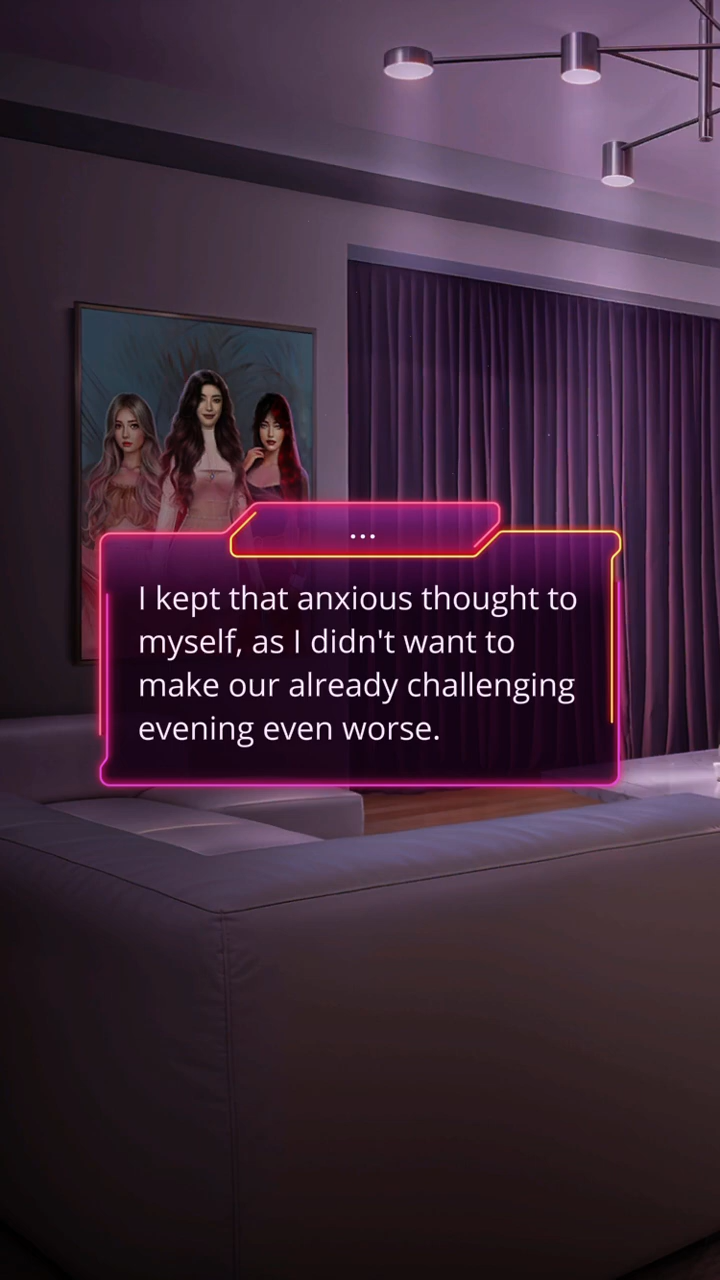 ...
I kept that anxious thought to
myself, as I didn't want to
make our already challenging
evening even worse.